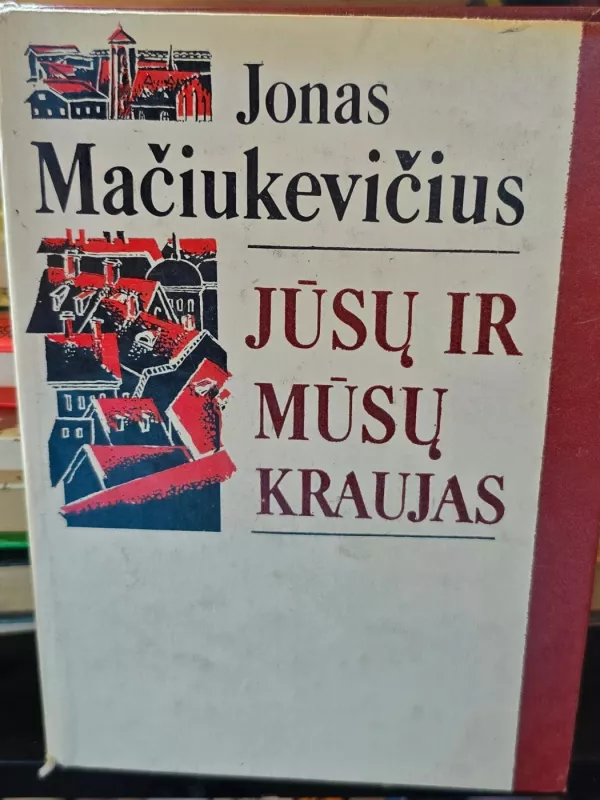 Jonas
Mačiukevičius
JŪSŲ IR
MŪSŲ
KRAUJAS